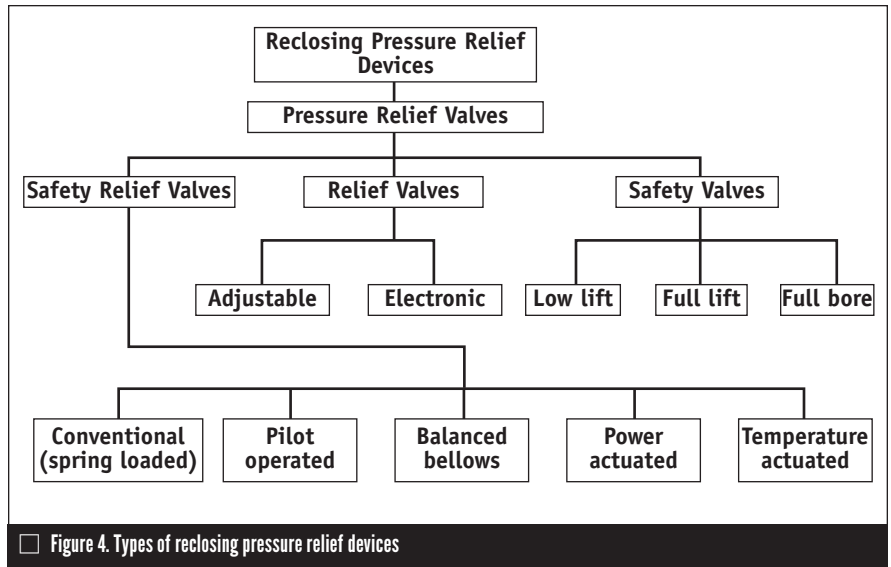 Reclosing Pressure Relief
Devices
Pressure Relief Valves
Safety Relief Valves
Relief Valves
Safety Valves
Adjustable
Electronic
Low lift
Full lift
Full bore
Conventional
(spring loaded)
Pilot
operated
Balanced
bellows
Power
actuated
Temperature
actuated
Figure 4. Types of reclosing pressure relief devices